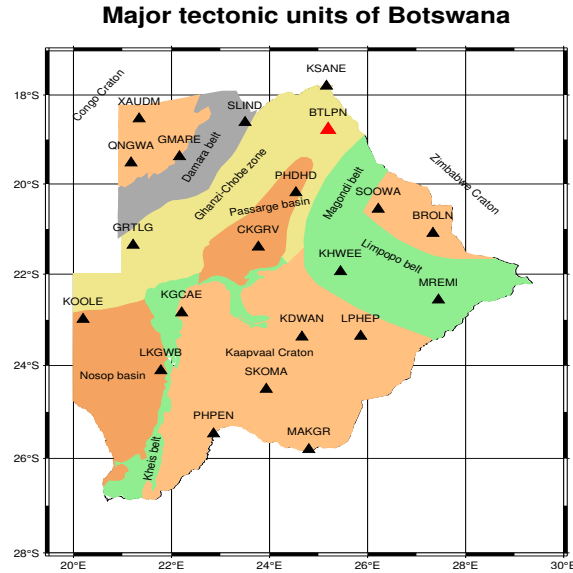 Major tectonic units of Botswana
KSANE
18°S
Congo Craton
XAUDM
SLIND
BTLPN
GMARE
QNGWA
Damara belt
Ghanzi-Chobe zone
Zimbabwe Craton
PHDHD
Magondi belt
20°S
SOOWA
Passarge basin
BROLN
GRTLG
CKGRV
KHWEE
Limpopo belt
22°S
MREMI
KOOLE
KGCAE
KDWAN
LPHEP
LKGWB
Kaapvaal Craton
24°S
Nosop basin
SKOMA
PHPEN
MAKGR
26°S
Kheis belt
28°S
20°E
22°E
24°E
26°E
28°E
30°E